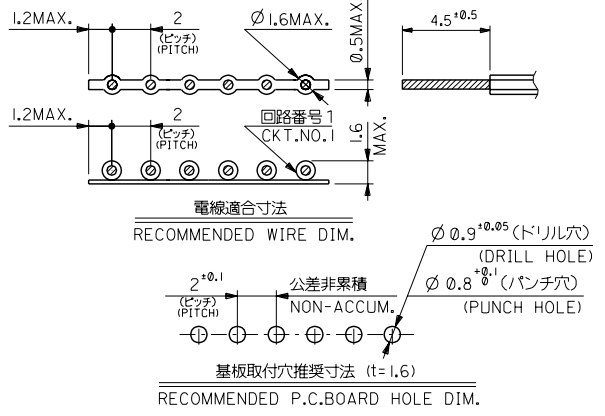 1.2MAX.
2
(ピッチ)
(PITCH)
Ø1.6MAX.
0.5MAX
4.5±0.5
1.2MAX.
2
(ピッチ)
(PITCH)
回路番号1
CKT.NO.1
1.6
MAX.
電線適合寸法
RECOMMENDED WIRE DIM.
Ø0.9±0.05(ドリル穴)
(DRILL HOLE)
2±0.1
(ピッチ)
(PITCH)
公差非累積
NON-ACCUM.
Ø0.8 +0.1 0 (パンチ穴)
(PUNCH HOLE)
基板取付穴推奨寸法 (t=1.6)
RECOMMENDED P.C.BOARD HOLE DIM.